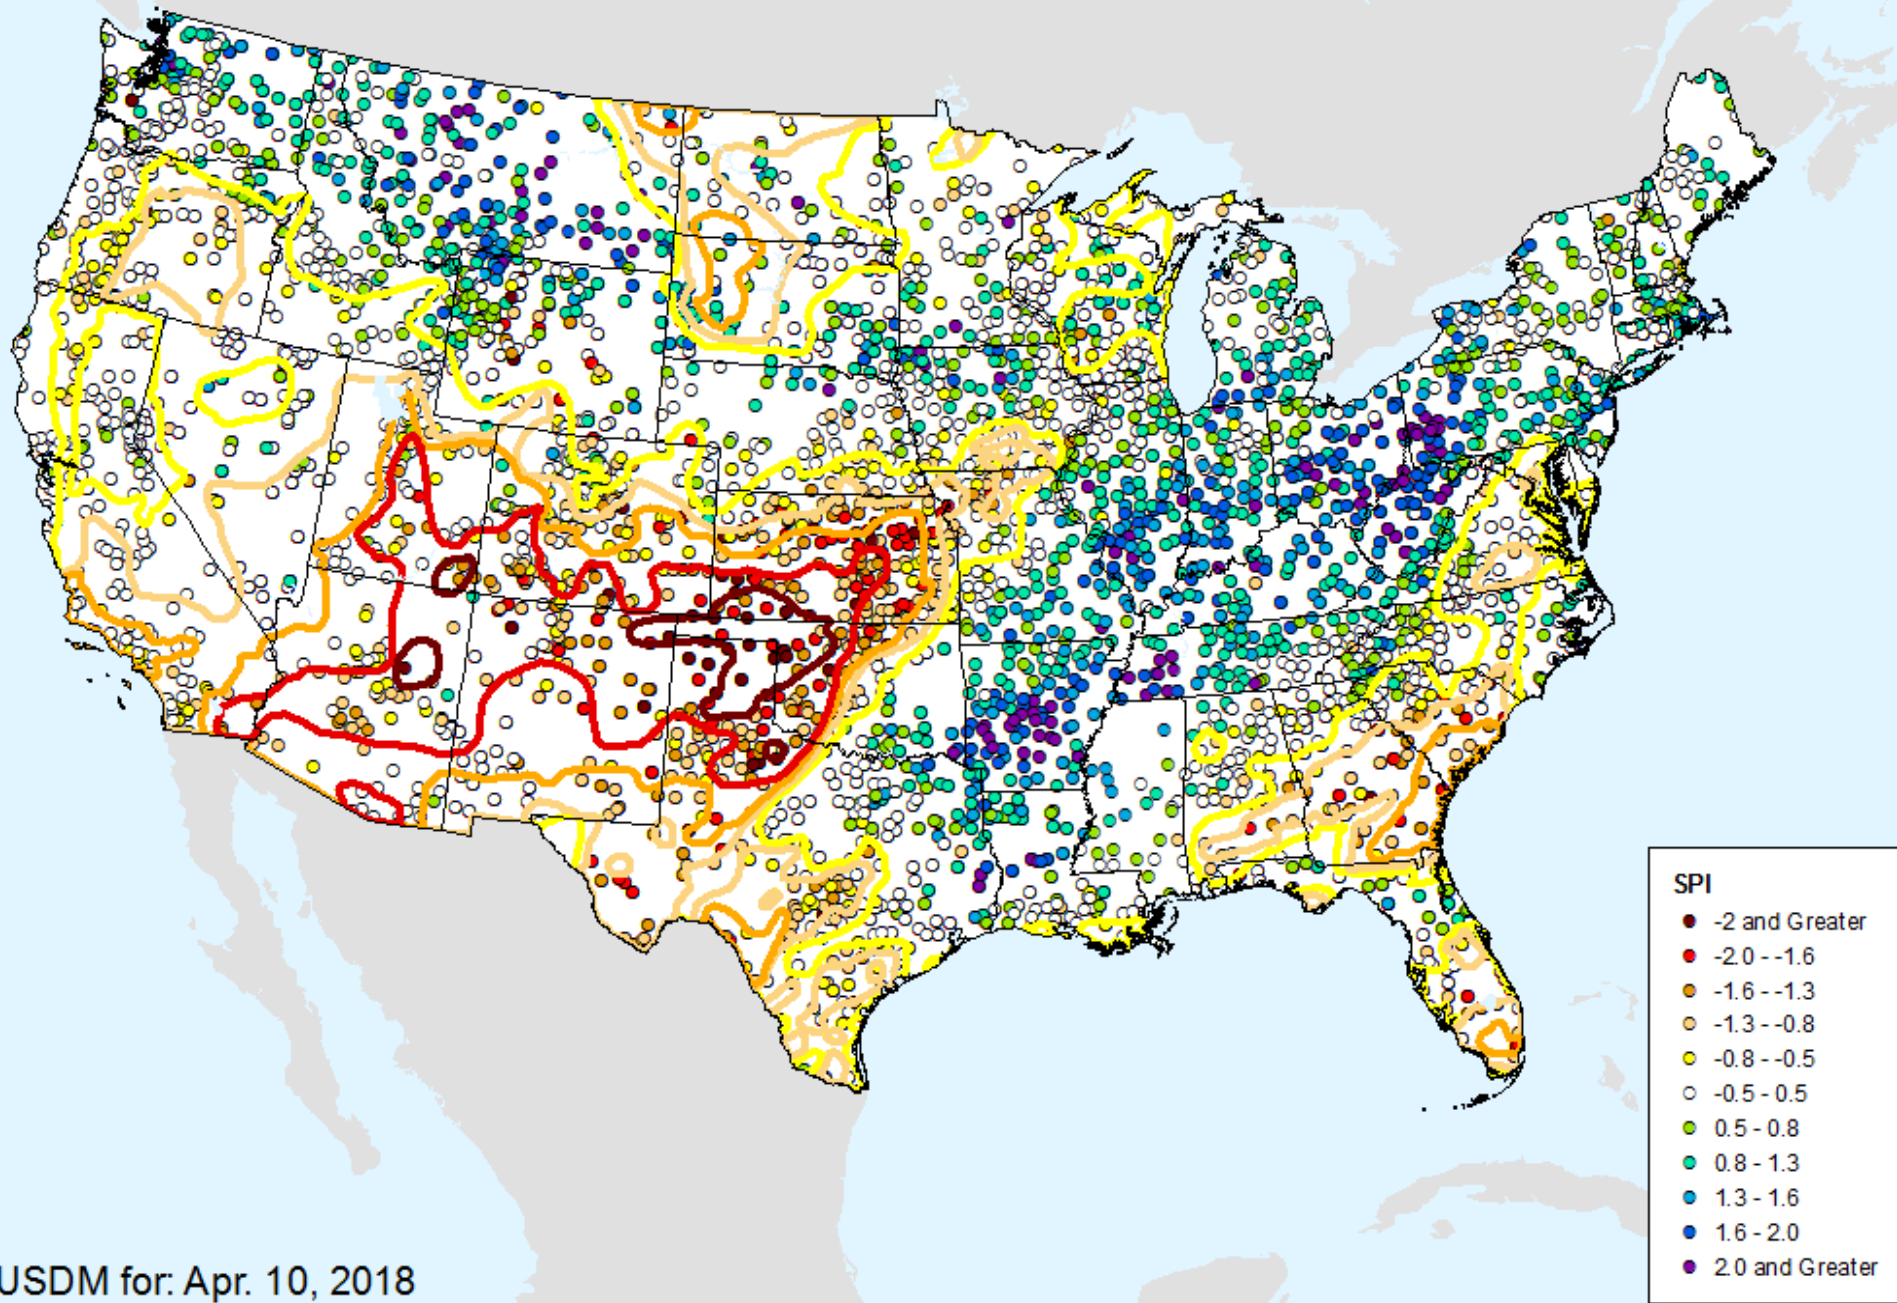 SPI
-2 and Greater
-2.0 - -1.6
-1.6 - -1.3
-1.3 - -0.8
-0.8 - -0.5
-0.5 - 0.5
0.5 - 0.8
0.8 - 1.3
1.3 - 1.6
1.6 - 2.0
2.0 and Greater
USDM for: Apr. 10, 2018